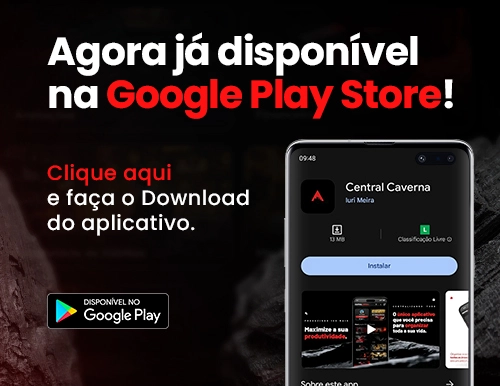 Agora já disponível
na Google Play Store!
Clique aqui
e faça o Download
do aplicativo.
DISPONÍVEL NO
Google Play
09:48
Central Caverna
Iuri Meira
L
13 MB
Classificação Livre
Instalar
Maximize a sua
produtividade.
O único aplicativo
que você precisa
para organizar
toda a sua vida.
Sobre este app